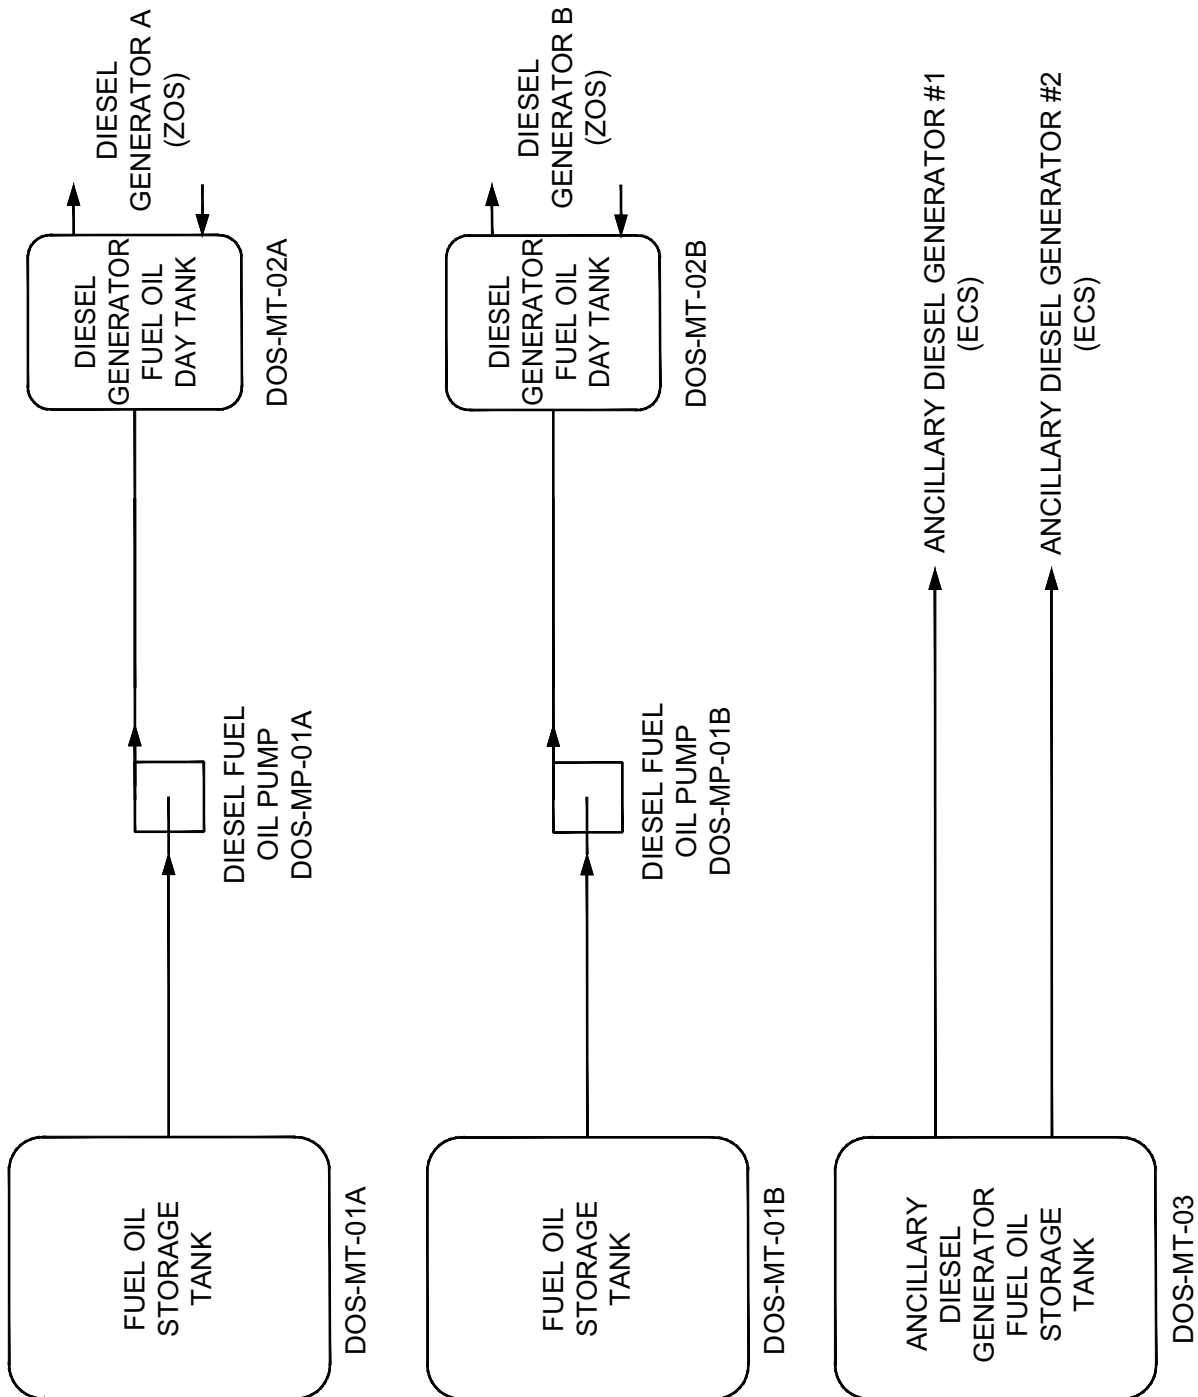 FUEL OIL
STORAGE
TANK
DOS-MT-01A
DIESEL FUEL
OIL PUMP
DOS-MP-01A
DIESEL
GENERATOR
FUEL OIL
DAY TANK
DOS-MT-02A
DIESEL
GENERATOR A
(ZOS)
FUEL OIL
STORAGE
TANK
DOS-MT-01B
DIESEL FUEL
OIL PUMP
DOS-MP-01B
DIESEL
GENERATOR
FUEL OIL
DAY TANK
DOS-MT-02B
DIESEL
GENERATOR B
(ZOS)
ANCILLARY
DIESEL
GENERATOR
FUEL OIL
STORAGE
TANK
DOS-MT-03
ANCILLARY DIESEL GENERATOR #1
(ECS)
ANCILLARY DIESEL GENERATOR #2
(ECS)